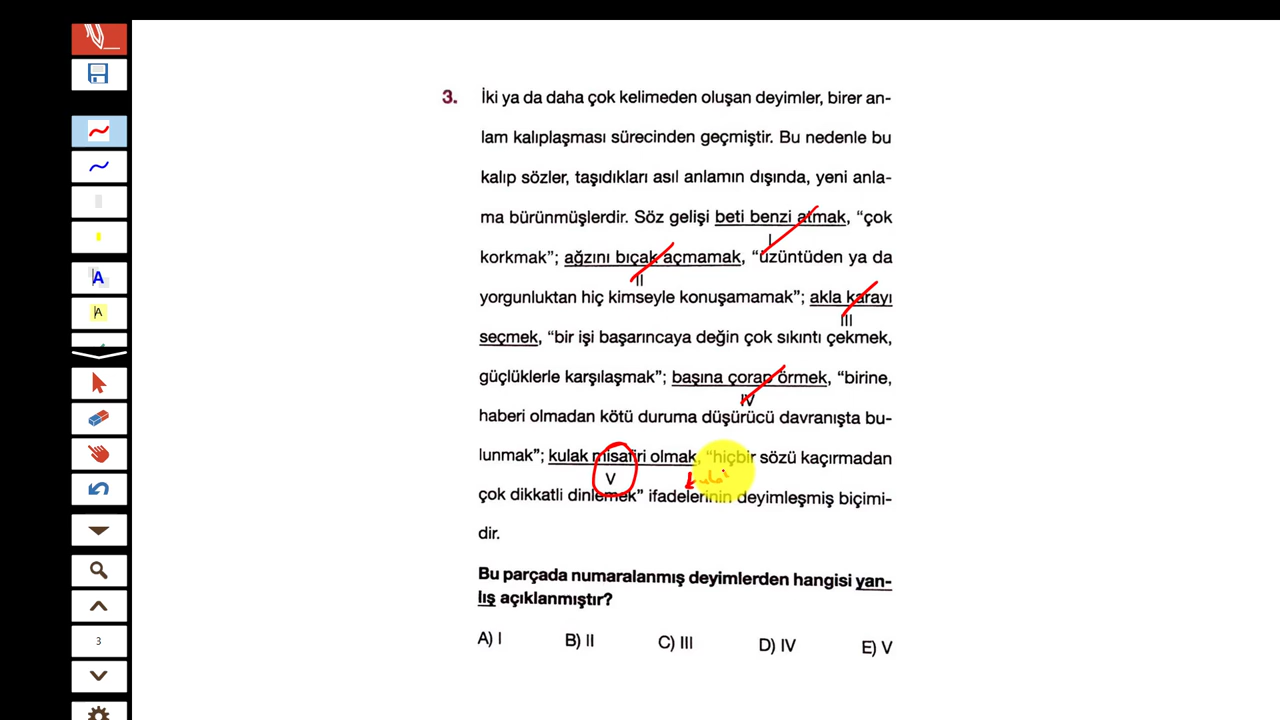 3. İki ya da daha çok kelimeden oluşan deyimler, birer an-
lam kalıplaşması sürecinden geçmiştir. Bu nedenle bu
kalıp sözler, taşıdıkları asıl anlamın dışında, yeni anla-
ma bürünmüşlerdir. Söz gelişi beti benzi atmak, “çok
I
korkmak”; ağzını bıçak açmamak, “üzüntüden ya da
II
yorgunluktan hiç kimseyle konuşamamak”; akla karayı
III
seçmek, “bir işi başarıncaya değin çok sıkıntı çekmek,
güçlüklerle karşılaşmak”; başına çorap örmek, “birine,
IV
haberi olmadan kötü duruma düşürücü davranışta bu-
lunmak”; kulak misafiri olmak, “hiçbir sözü kaçırmadan
V
çok dikkatli dinlemek” ifadelerinin deyimleşmiş biçimi-
dir.
Bu parçada numaralanmış deyimlerden hangisi yan-
lış açıklanmıştır?
A) I B) II C) III D) IV E) V
A
A
3